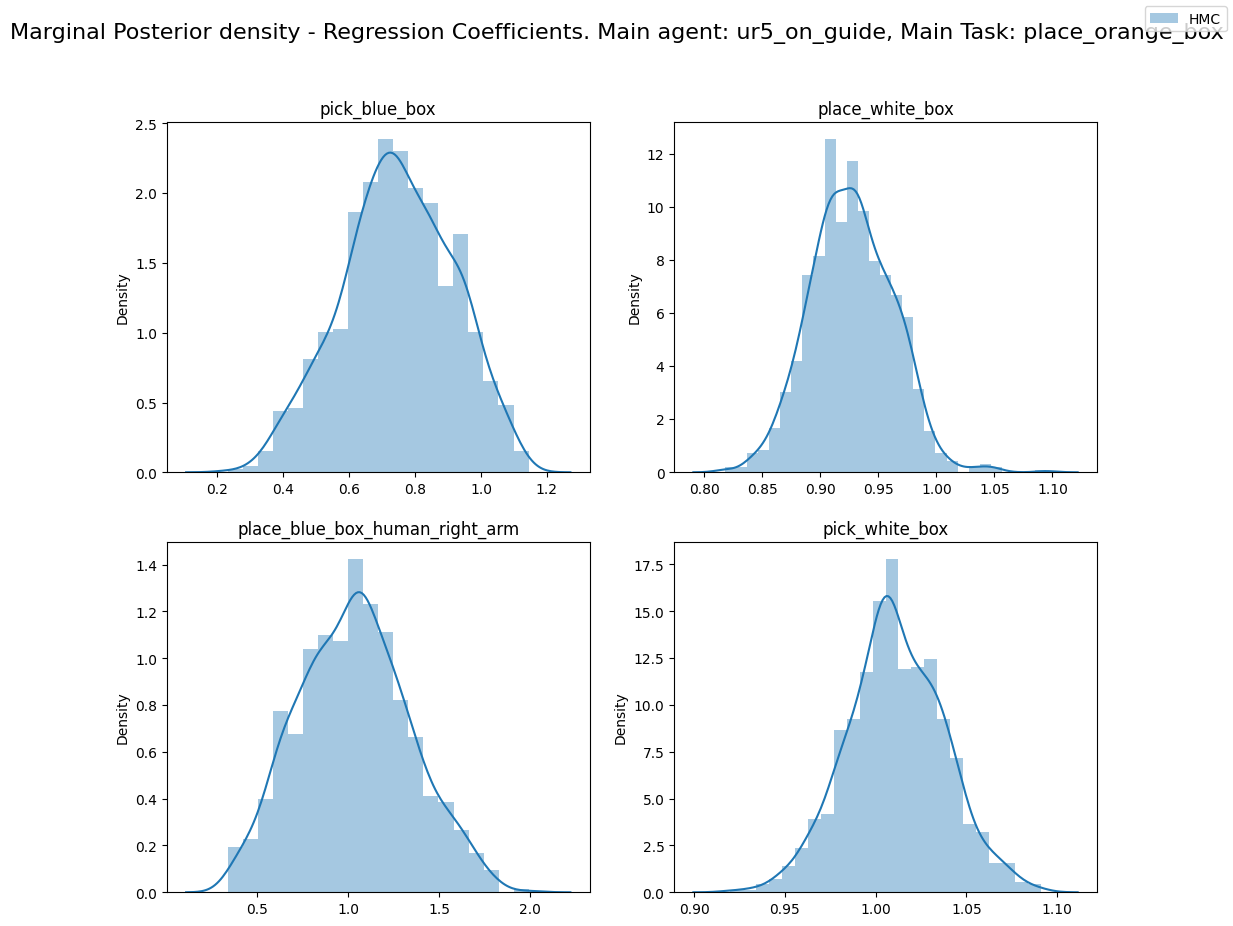 HMC
Marginal Posterior density - Regression Coefficients. Main agent: ur5_on_guide, Main Task: place_orange_box
pick_blue_box
2.5
2.0
1.5
1.0
0.5
0.0
Density
0.2 0.4 0.6 0.8 1.0 1.2
place_white_box
12
10
8
6
4
2
0
Density
0.80 0.85 0.90 0.95 1.00 1.05 1.10
place_blue_box_human_right_arm
1.4
1.2
1.0
0.8
0.6
0.4
0.2
0.0
Density
0.5 1.0 1.5 2.0
pick_white_box
17.5
15.0
12.5
10.0
7.5
5.0
2.5
0.0
Density
0.90 0.95 1.00 1.05 1.10